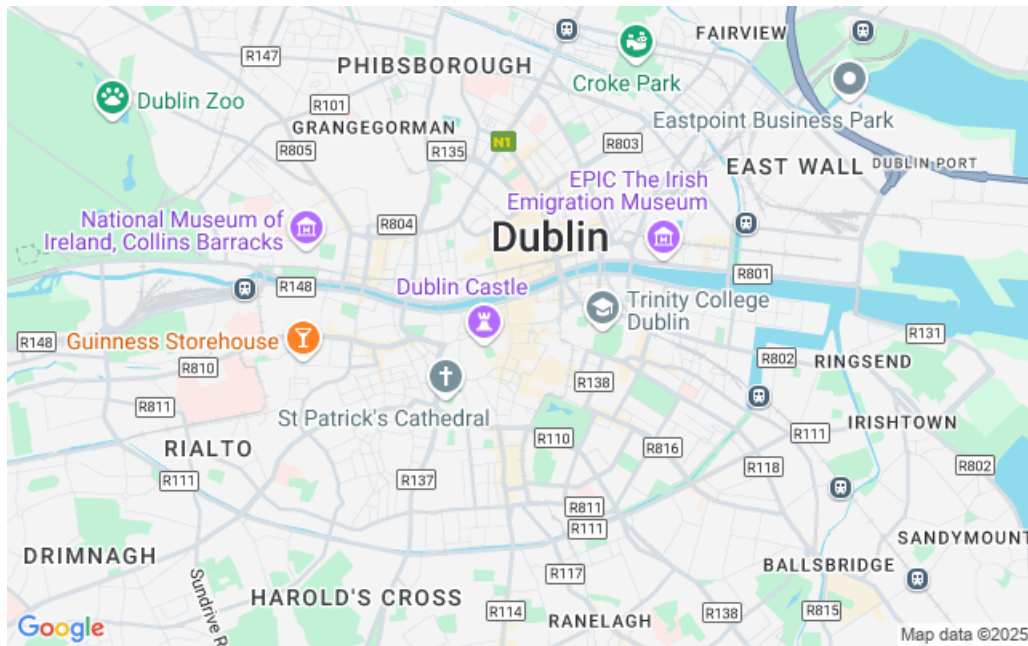 FAIRVIEW
R147
PHIBSBOROUGH
Croke Park
Dublin Zoo
R101
Eastpoint Business Park
GRANGEGORMAN
N1
R805
R135
R803
EAST WALL
DUBLIN PORT
EPIC The Irish
Emigration Museum
National Museum of
Ireland, Collins Barracks
R804
Dublin
R801
R148
Dublin Castle
Trinity College
Dublin
R148
Guinness Storehouse
R131
R802
RINGSEND
R810
R138
R811
St Patrick's Cathedral
IRISHTOWN
R110
R111
RIALTO
R816
R118
R802
R111
R137
R811
R111
SANDYMOUNT
DRIMNAGH
BALLSBRIDGE
R117
Sundrive R
HAROLD'S CROSS
R114
RANELAGH
R138
R815
Google
Map data ©2025